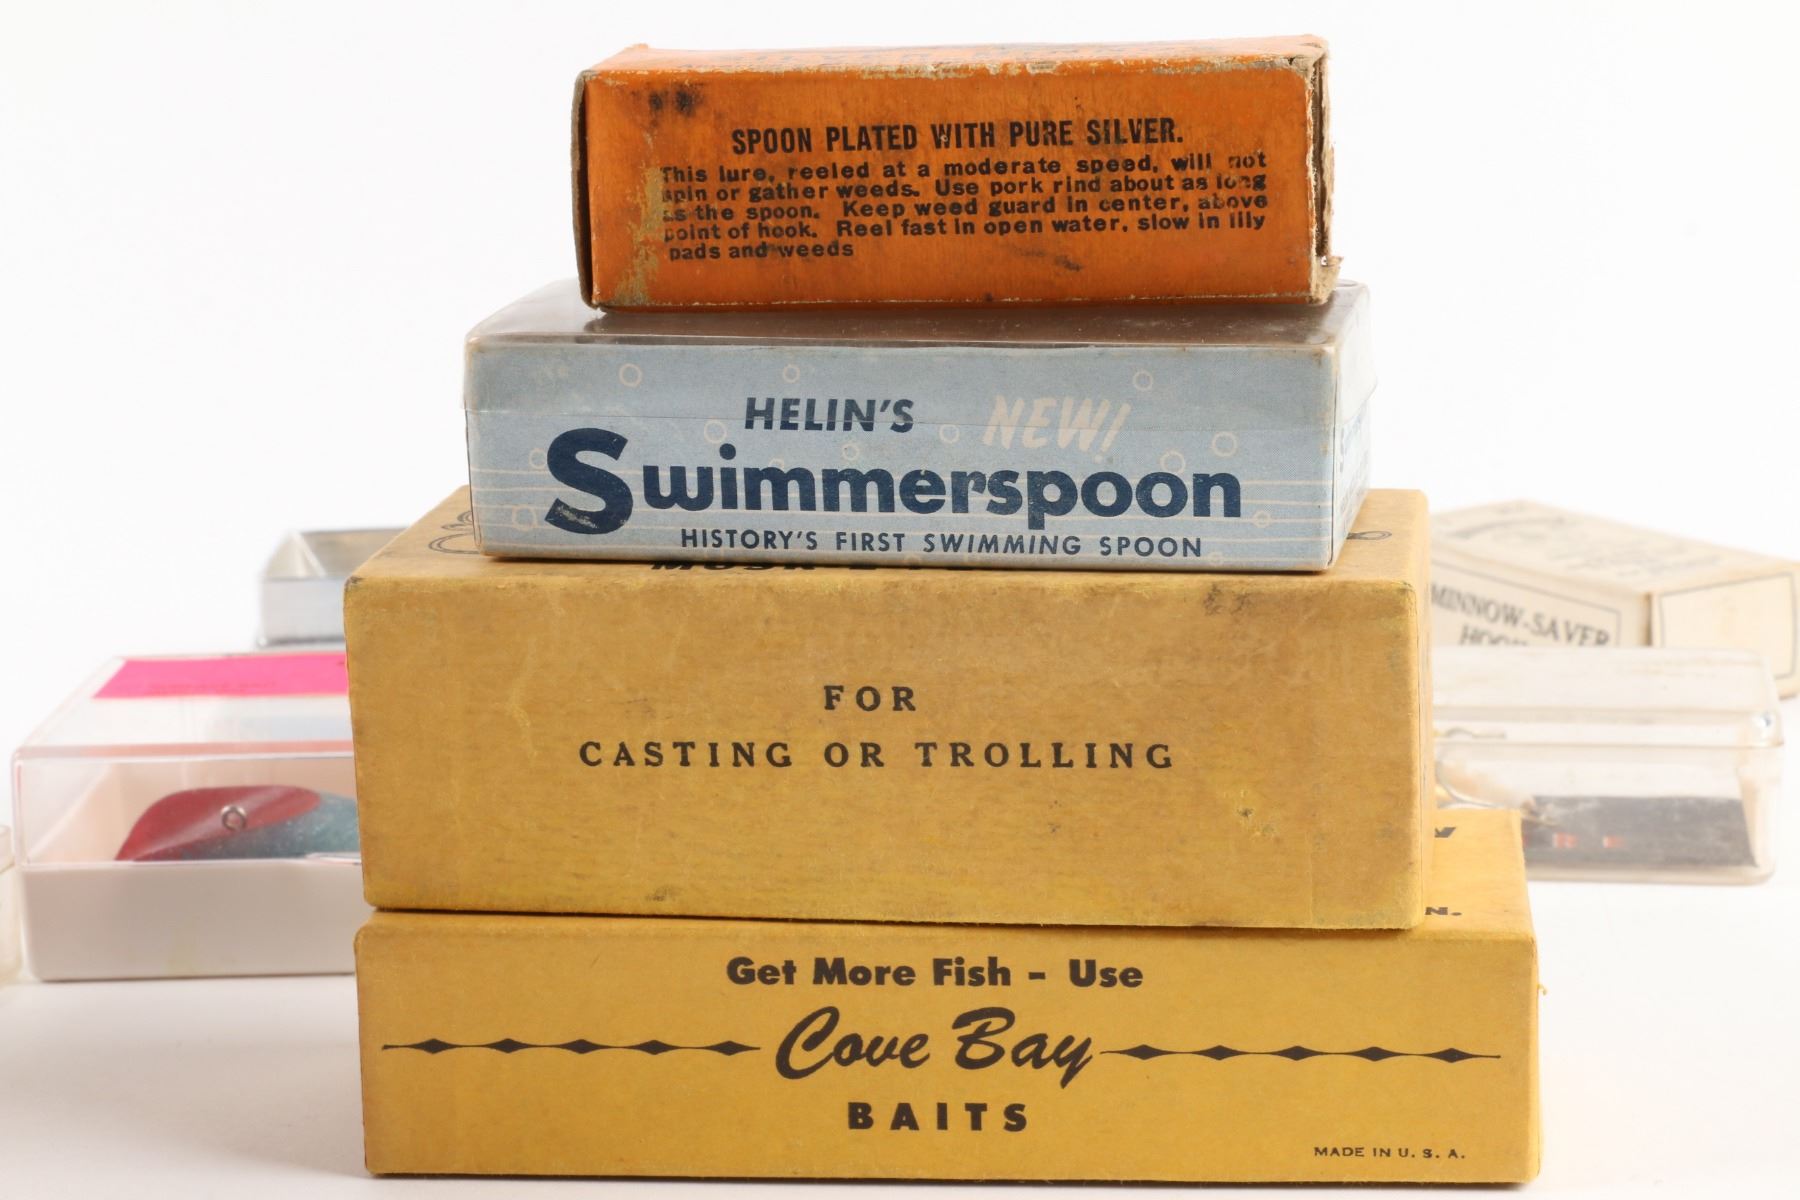 SPOON PLATED WITH PURE SILVER.
This lure, reeled at a moderate speed, will not
spin or gather weeds. Use pork rind about as long
as the spoon. Keep weed guard in center, above
point of hook. Reel fast in open water, slow in lily
pads and weeds
HELIN'S NEW!
Swimmerspoon
HISTORY'S FIRST SWIMMING SPOON
FOR
CASTING OR TROLLING
MINNOW-SAVER
N.
Get More Fish - Use
Cove Bay
BAITS
MADE IN U. S. A.